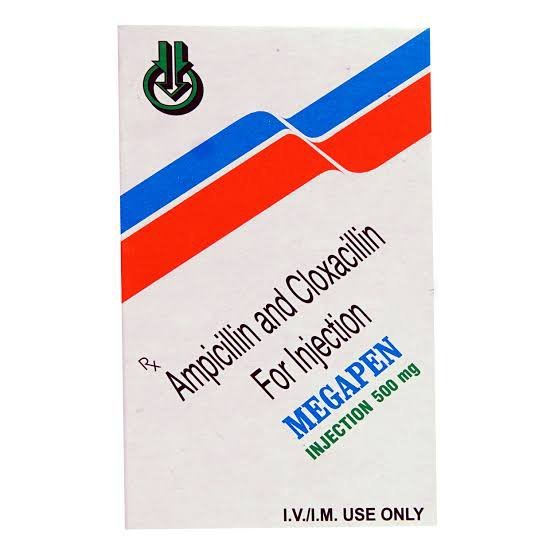 Rx Ampicillin and Cloxacillin
For Injection
MEGAPEN
INJECTION 500 mg
I.V./I.M. USE ONLY